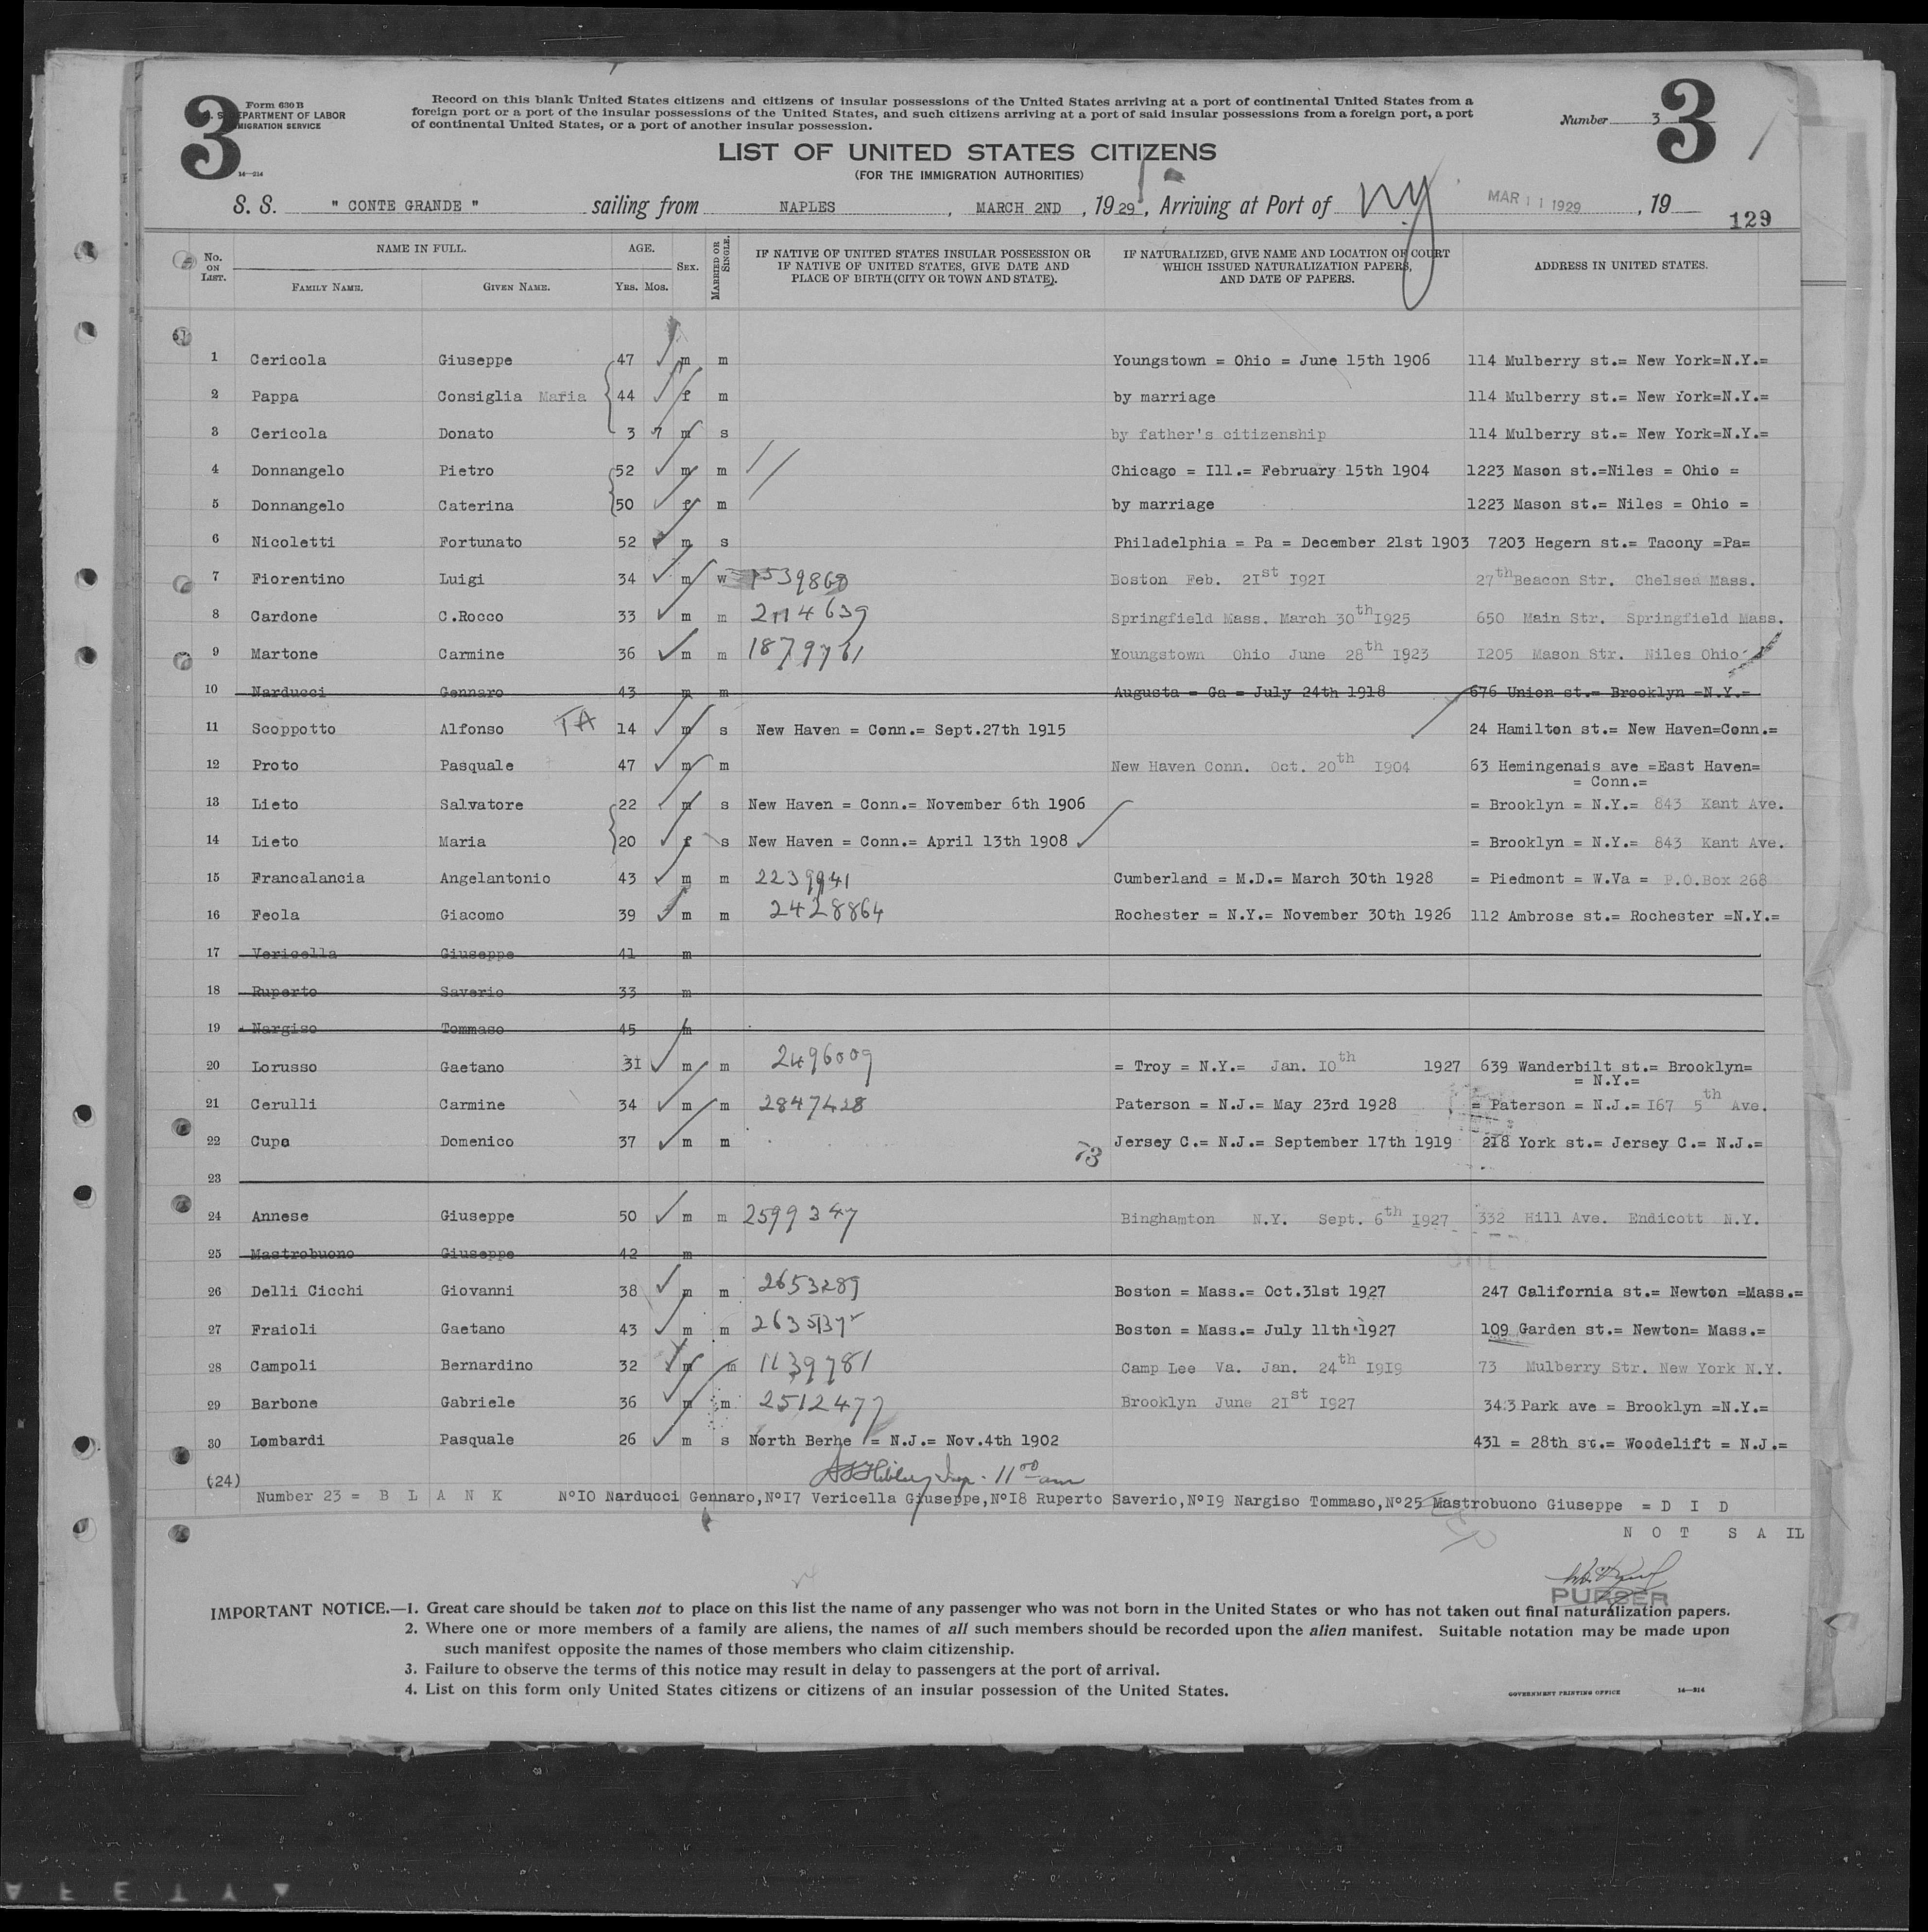 3
Form 630 B
U. S. DEPARTMENT OF LABOR
IMMIGRATION SERVICE
14—214
Record on this blank United States citizens and citizens of insular possessions of the United States arriving at a port of continental United States from a
foreign port or a port of the insular possessions of the United States, and such citizens arriving at a port of said insular possessions from a foreign port, a port
of continental United States, or a port of another insular possession.
Number 3
3
LIST OF UNITED STATES CITIZENS
(FOR THE IMMIGRATION AUTHORITIES)
S. S. " CONTE GRANDE " sailing from NAPLES , MARCH 2ND , 1929 , Arriving at Port of NY MAR 11 1929 , 19
129
No. ON LIST. NAME IN FULL. FAMILY NAME. GIVEN NAME. AGE. YRS. MOS. SEX. MARRIED OR SINGLE. IF NATIVE OF UNITED STATES INSULAR POSSESSION OR IF NATIVE OF UNITED STATES, GIVE DATE AND PLACE OF BIRTH (CITY OR TOWN AND STATE). IF NATURALIZED, GIVE NAME AND LOCATION OF COURT WHICH ISSUED NATURALIZATION PAPERS, AND DATE OF PAPERS. ADDRESS IN UNITED STATES.
1 Cericola Giuseppe 47 m m Youngstown = Ohio = June 15th 1906 114 Mulberry st.= New York=N.Y.=
2 Pappa Consiglia Maria 44 f m by marriage 114 Mulberry st.= New York=N.Y.=
3 Cericola Donato 3 7 m s by father's citizenship 114 Mulberry st.= New York=N.Y.=
4 Donnangelo Pietro 52 m m Chicago = Ill.= February 15th 1904 1223 Mason st.=Niles = Ohio =
5 Donnangelo Caterina 50 f m by marriage 1223 Mason st.= Niles = Ohio =
6 Nicoletti Fortunato 52 m s Philadelphia = Pa = December 21st 1903 7203 Hegern st.= Tacony =Pa=
7 Fiorentino Luigi 34 m w 1539868 Boston Feb. 21st 1921 27th Beacon Str. Chelsea Mass.
8 Cardone C.Rocco 33 m m 2114639 Springfield Mass. March 30th 1925 650 Main Str. Springfield Mass.
9 Martone Carmine 36 m m 1879761 Youngstown Ohio June 28th 1923 1205 Mason Str. Niles Ohio
10 Narducci Gennaro 43 m m Augusta = Ga = July 24th 1918 676 Union st.= Brooklyn =N.Y.=
11 Scoppotto Alfonso TA 14 m s New Haven = Conn.= Sept.27th 1915 24 Hamilton st.= New Haven=Conn.=
12 Proto Pasquale 47 m m New Haven Conn. Oct. 20th 1904 63 Hemingenais ave =East Haven=
= Conn.=
13 Lieto Salvatore 22 m s New Haven = Conn.= November 6th 1906 = Brooklyn = N.Y.= 843 Kant Ave.
14 Lieto Maria 20 f s New Haven = Conn.= April 13th 1908 = Brooklyn = N.Y.= 843 Kant Ave.
15 Francalancia Angelantonio 43 m m 2239941 Cumberland = M.D.= March 30th 1928 = Piedmont = W.Va = P.O.Box 268
16 Feola Giacomo 39 m m 2428864 Rochester = N.Y.= November 30th 1926 112 Ambrose st.= Rochester =N.Y.=
17 Vericella Giuseppe 41 m
18 Ruperto Saverio 33 m
19 Nargiso Tommaso 45 m
20 Lorusso Gaetano 31 m m 2496009 = Troy = N.Y.= Jan. 10th 1927 639 Wanderbilt st.= Brooklyn=
= N.Y.=
21 Cerulli Carmine 34 m m 2847428 Paterson = N.J.= May 23rd 1928 = Paterson = N.J.= 167 5th Ave.
22 Cupa Domenico 37 m m 73 Jersey C.= N.J.= September 17th 1919 218 York st.= Jersey C.= N.J.=
23
24 Annese Giuseppe 50 m m 2599347 Binghamton N.Y. Sept. 6th 1927 332 Hill Ave. Endicott N.Y.
25 Mastrobuono Giuseppe 42 m
26 Delli Cicchi Giovanni 38 m m 2653289 Boston = Mass.= Oct.31st 1927 247 California st.= Newton =Mass.=
27 Fraioli Gaetano 43 m m Boston = Mass.= July 11th 1927 109 Garden st.= Newton= Mass.=
28 Campoli Bernardino 32 m m 1139781 Camp Lee Va. Jan. 24th 1919 73 Mulberry Str. New York N.Y.
29 Barbone Gabriele 36 m m 2512477 Brooklyn June 21st 1927 343 Park ave = Brooklyn =N.Y.=
30 Lombardi Pasquale 26 m s North Berhe = N.J.= Nov.4th 1902 431 = 28th st.= Woodelift = N.J.=
(24) 11 00 am
Number 23 = B L A N K N°10 Narducci Gennaro,N°17 Vericella Giuseppe,N°18 Ruperto Saverio,N°19 Nargiso Tommaso,N°25 Mastrobuono Giuseppe = D I D
N O T S A IL
PURSER
IMPORTANT NOTICE.—1. Great care should be taken not to place on this list the name of any passenger who was not born in the United States or who has not taken out final naturalization papers.
2. Where one or more members of a family are aliens, the names of all such members should be recorded upon the alien manifest. Suitable notation may be made upon
such manifest opposite the names of those members who claim citizenship.
3. Failure to observe the terms of this notice may result in delay to passengers at the port of arrival.
4. List on this form only United States citizens or citizens of an insular possession of the United States.
GOVERNMENT PRINTING OFFICE 14—214
A F E T Y